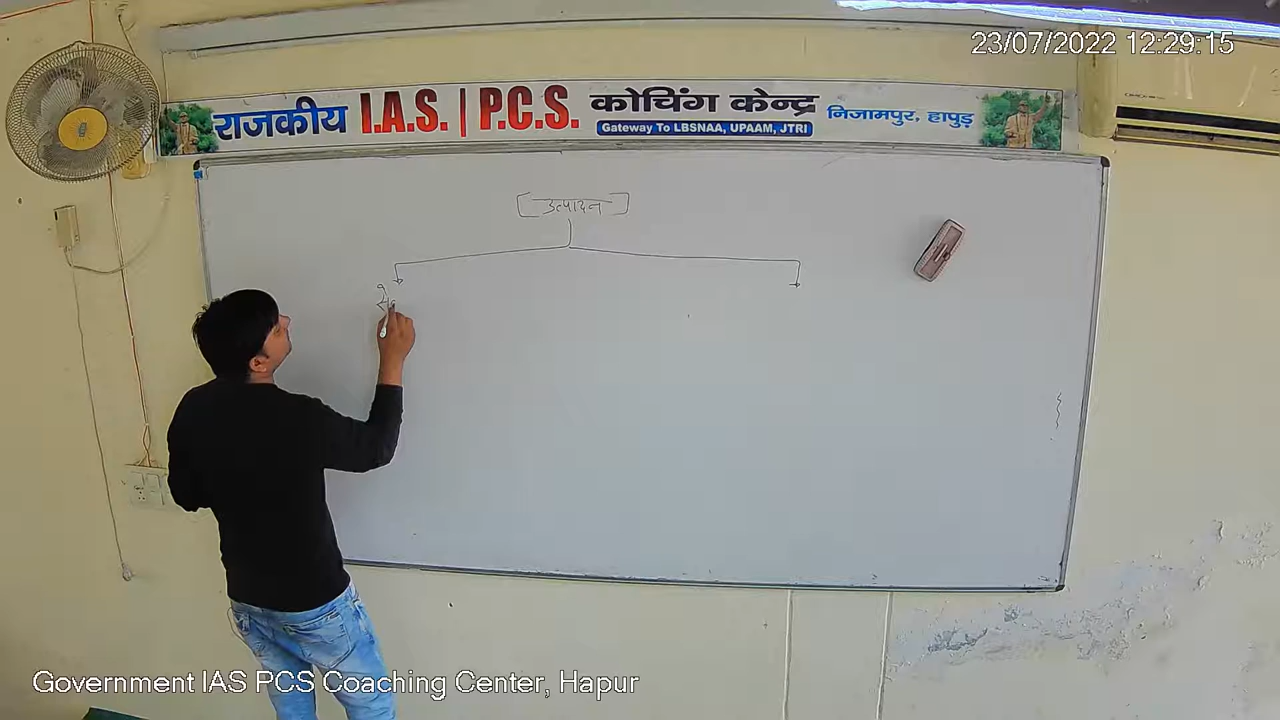 23/07/2022 12:29:15
राजकीय I.A.S. | P.C.S. कोचिंग केन्द्र निजामपुर, हापुड़
Gateway To LBSNAA, UPAAM, JTRI
[उत्पादन]
Government IAS PCS Coaching Center, Hapur